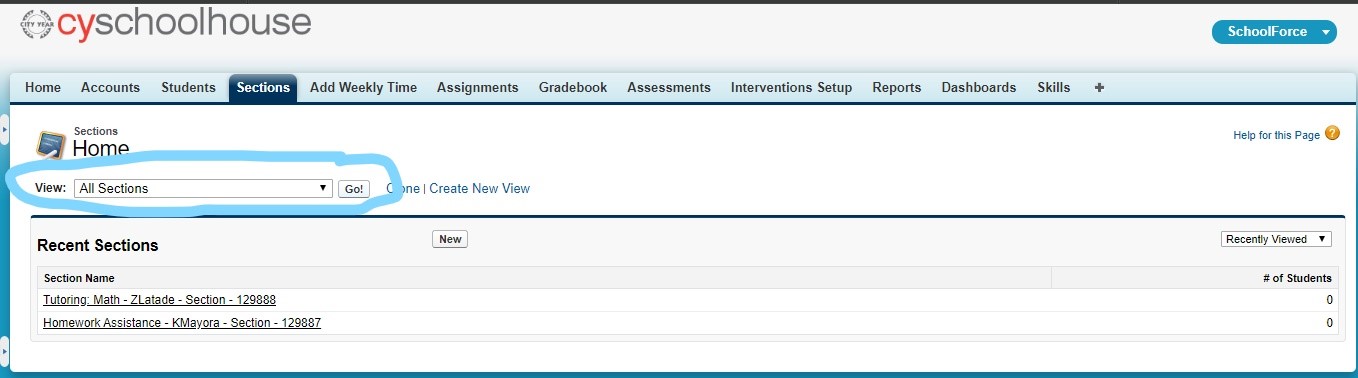 CITY YEAR
cyschoolhouse
SchoolForce
Home Accounts Students Sections Add Weekly Time Assignments Gradebook Assessments Interventions Setup Reports Dashboards Skills +
Sections
Home
Help for this Page ?
View: All Sections Go! Clone | Create New View
Recent Sections New Recently Viewed
Section Name # of Students
Tutoring: Math - ZLatade - Section - 129888 0
Homework Assistance - KMayora - Section - 129887 0